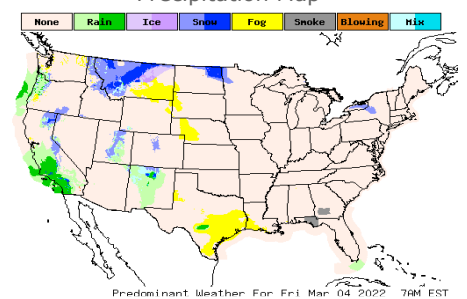 Precipitation Map
None Rain Ice Snow Fog Smoke Blowing Mix
Predominant Weather For Fri Mar 04 2022 7AM EST